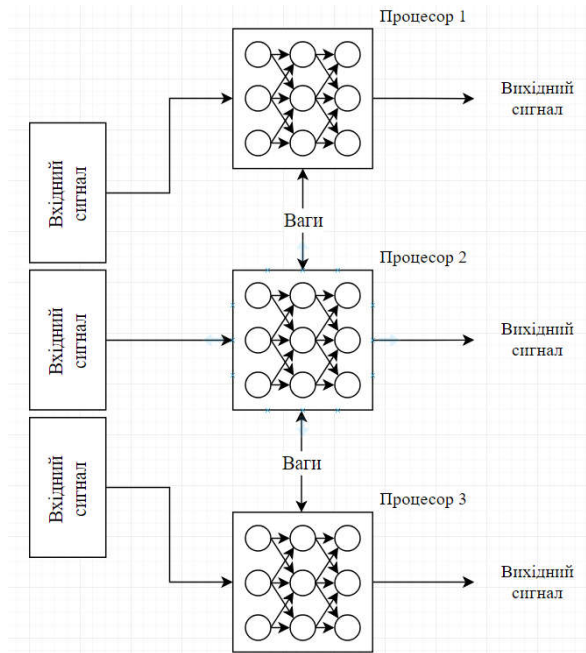 Процесор 1
Вхідний
сигнал
Вихідний
сигнал
Ваги
Процесор 2
Вхідний
сигнал
Вихідний
сигнал
Ваги
Процесор 3
Вхідний
сигнал
Вихідний
сигнал